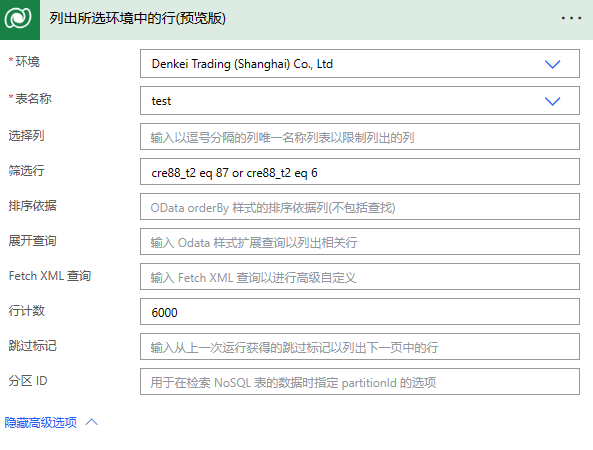 列出所选环境中的行(预览版)
* 环境 Denkei Trading (Shanghai) Co., Ltd
* 表名称 test
选择列 输入以逗号分隔的列唯一名称列表以限制列出的列
筛选行 cre88_t2 eq 87 or cre88_t2 eq 6
排序依据 OData orderBy 样式的排序依据列(不包括查找)
展开查询 输入 Odata 样式扩展查询以列出相关行
Fetch XML 查询 输入 Fetch XML 查询以进行高级自定义
行计数 6000
跳过标记 输入从上一次运行获得的跳过标记以列出下一页中的行
分区 ID 用于在检索 NoSQL 表的数据时指定 partitionId 的选项
隐藏高级选项